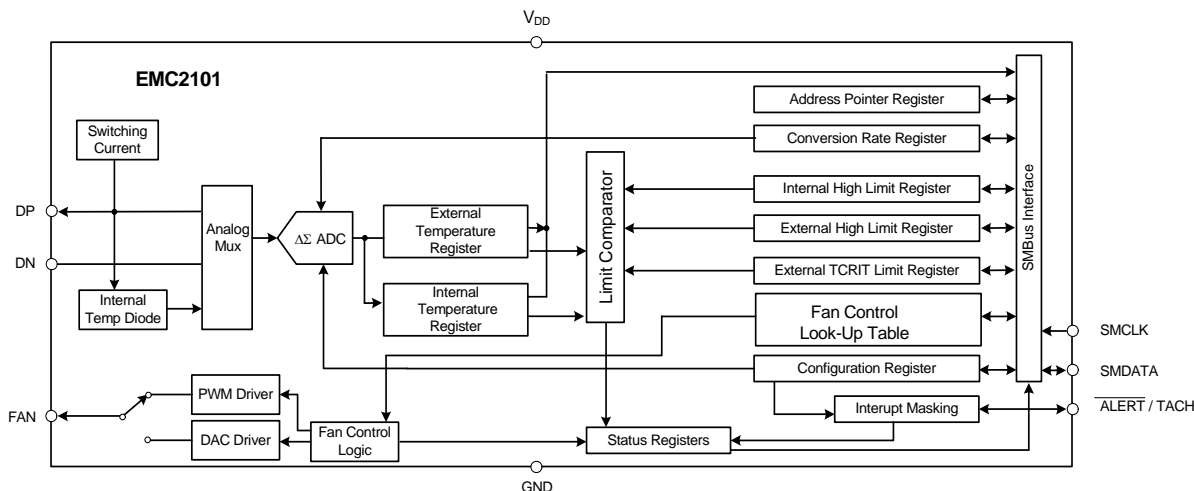 V_DD
EMC2101
Switching
Current
DP
DN
Analog
Mux
Internal
Temp Diode
ΔΣ ADC
External
Temperature
Register
Internal
Temperature
Register
Limit Comparator
Address Pointer Register
Conversion Rate Register
Internal High Limit Register
External High Limit Register
External TCRIT Limit Register
Fan Control
Look-Up Table
Configuration Register
Interupt Masking
SMBus Interface
SMCLK
SMDATA
ALERT / TACH
FAN
PWM Driver
DAC Driver
Fan Control
Logic
Status Registers
GND